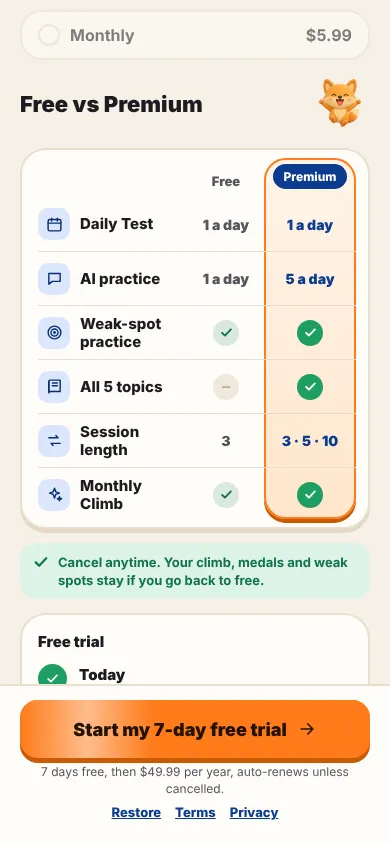 Monthly $5.99
Free vs Premium
Free Premium
Daily Test 1 a day 1 a day
AI practice 1 a day 5 a day
Weak-spot
practice
All 5 topics
Session
length 3 3 · 5 · 10
Monthly
Climb
Cancel anytime. Your climb, medals and weak
spots stay if you go back to free.
Free trial
Today
Start my 7-day free trial →
7 days free, then $49.99 per year, auto-renews unless
cancelled.
Restore Terms Privacy